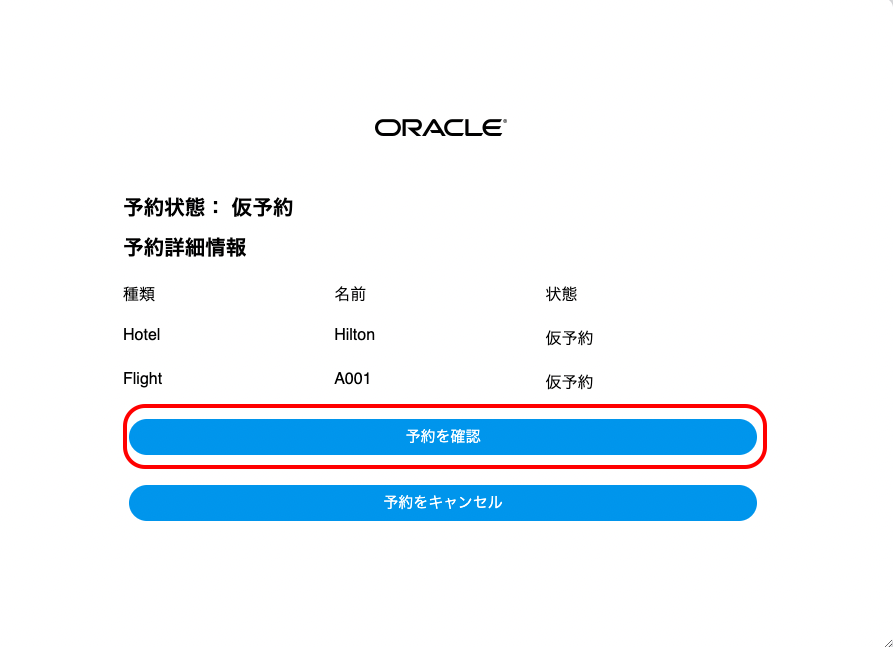 ORACLE
予約状態： 仮予約
予約詳細情報
種類 名前 状態
Hotel Hilton 仮予約
Flight A001 仮予約
予約を確認
予約をキャンセル